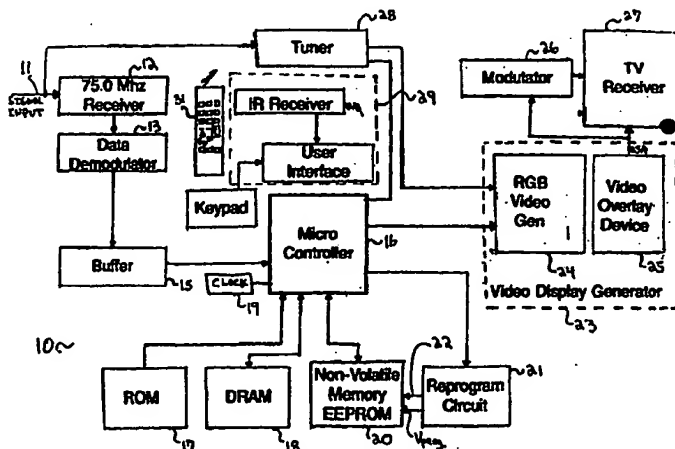 28
27
11
12
Tuner
26
SIGNAL
INPUT
75.0 Mhz
Receiver
Modulator
TV
Receiver
13
29
31
IR Receiver
Data
Demodulator
User
Interface
25A
RGB
Video
Gen
Video
Overlay
Device
Keypad
Micro
Controller
16
Buffer
15
CLOCK
19
24
25
Video Display Generator
23
10
22
21
ROM
DRAM
Non-Volatile
Memory
EEPROM
Reprogram
Circuit
17
18
20